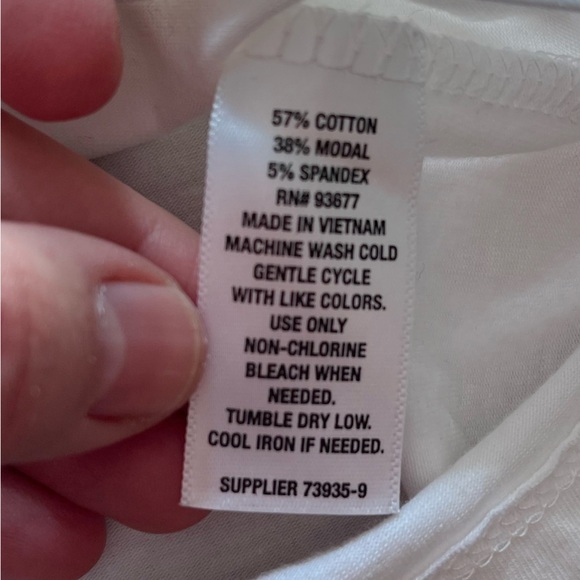 57% COTTON
38% MODAL
5% SPANDEX
RN# 93677
MADE IN VIETNAM
MACHINE WASH COLD
GENTLE CYCLE
WITH LIKE COLORS.
USE ONLY
NON-CHLORINE
BLEACH WHEN
NEEDED.
TUMBLE DRY LOW.
COOL IRON IF NEEDED.
SUPPLIER 73935-9